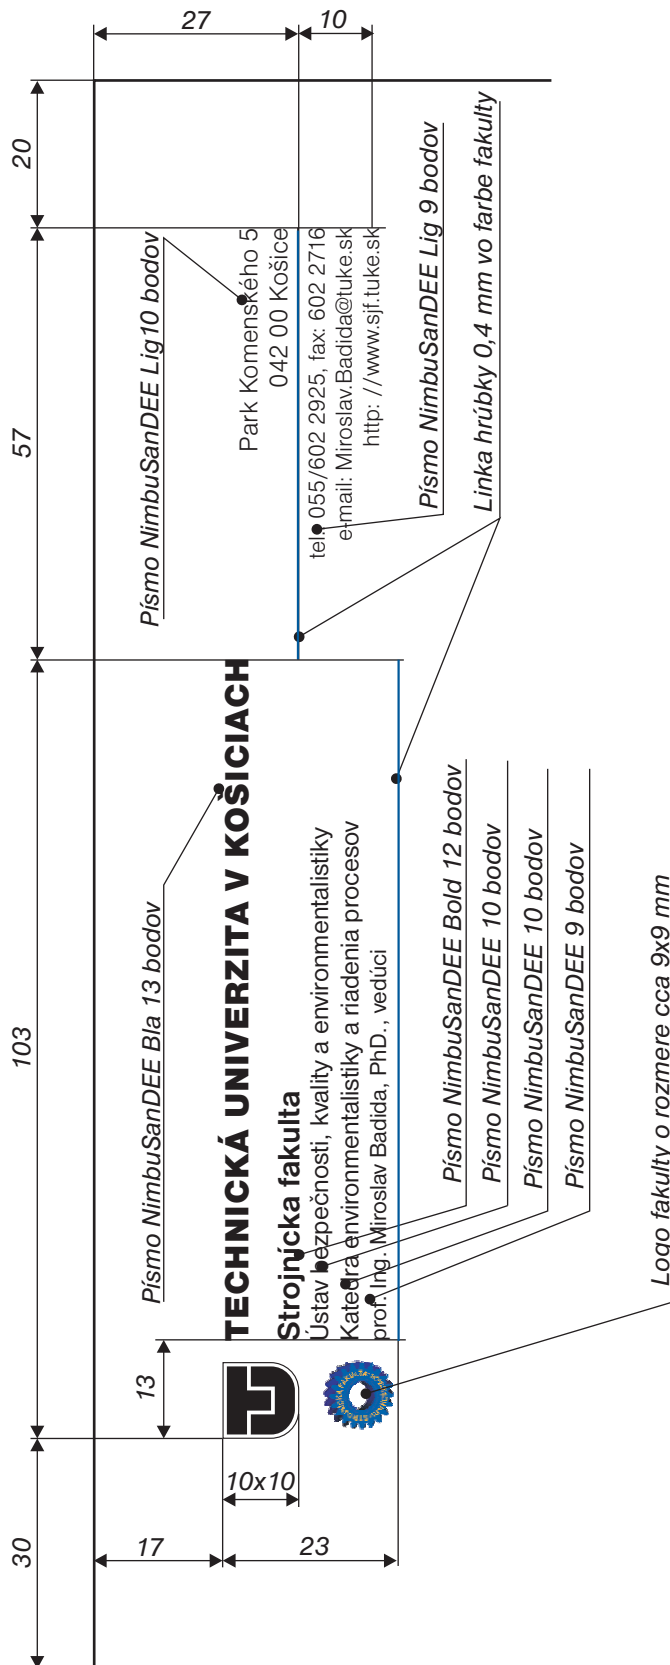 30
103
57
20
17
23
10x10
13
27
10
Písmo NimbuSanDEE Bla 13 bodov
Písmo NimbuSanDEE Lig10 bodov
TECHNICKÁ UNIVERZITA V KOŠICIACH
Strojnícka fakulta
Ústav bezpečnosti, kvality a environmentalistiky
Katedra environmentalistiky a riadenia procesov
prof. Ing. Miroslav Badida, PhD., vedúci
Park Komenského 5
042 00 Košice
tel. 055/602 2925, fax: 602 2716
e-mail: Miroslav.Badida@tuke.sk
http: //www.sjf.tuke.sk
Písmo NimbuSanDEE Lig 9 bodov
Linka hrúbky 0,4 mm vo farbe fakulty
Písmo NimbuSanDEE Bold 12 bodov
Písmo NimbuSanDEE 10 bodov
Písmo NimbuSanDEE 10 bodov
Písmo NimbuSanDEE 9 bodov
Logo fakulty o rozmere cca 9x9 mm